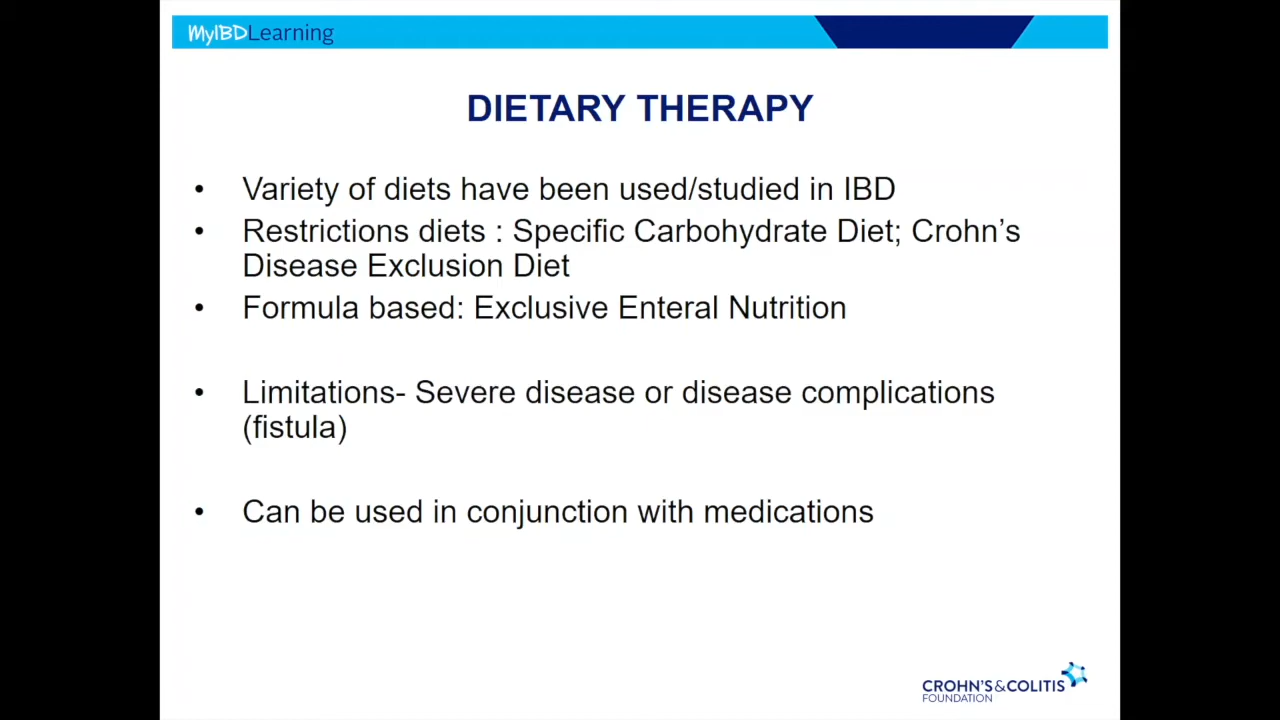 MyIBDLearning
DIETARY THERAPY
• Variety of diets have been used/studied in IBD
• Restrictions diets : Specific Carbohydrate Diet; Crohn’s
Disease Exclusion Diet
• Formula based: Exclusive Enteral Nutrition
• Limitations- Severe disease or disease complications
(fistula)
• Can be used in conjunction with medications
CROHN’S & COLITIS
FOUNDATION